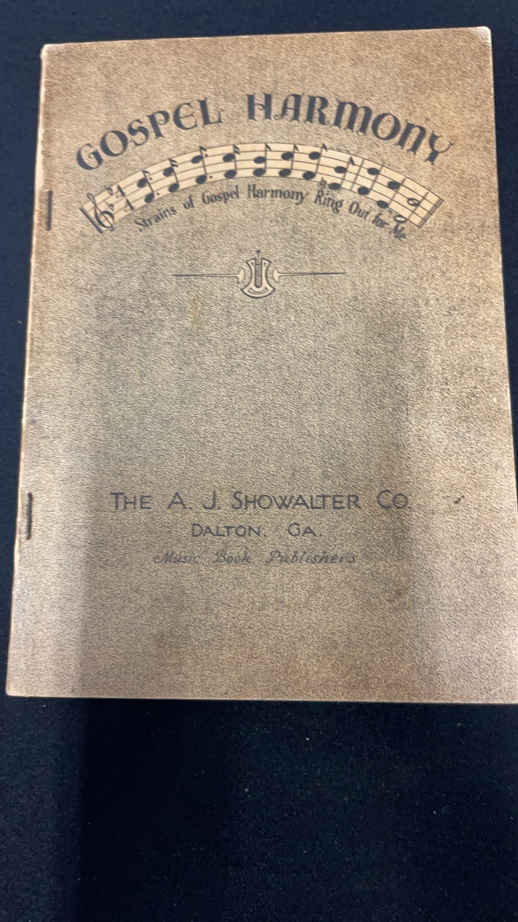 GOSPEL HARMONY
Strains of Gospel Harmony Ring Out for Me.
THE A. J. SHOWALTER CO.
DALTON, GA.
Music Book Publishers